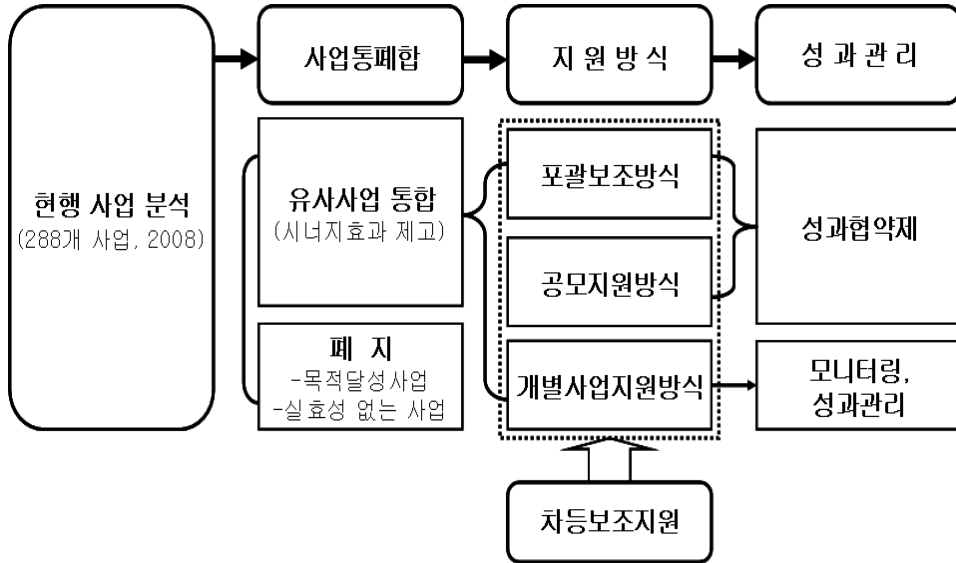 현행 사업 분석
(288개 사업, 2008)
사업통폐합
지 원 방 식
성 과 관 리
유사사업 통합
(시너지효과 제고)
폐 지
-목적달성사업
-실효성 없는 사업
포괄보조방식
공모지원방식
개별사업지원방식
성과협약제
모니터링,
성과관리
차등보조지원